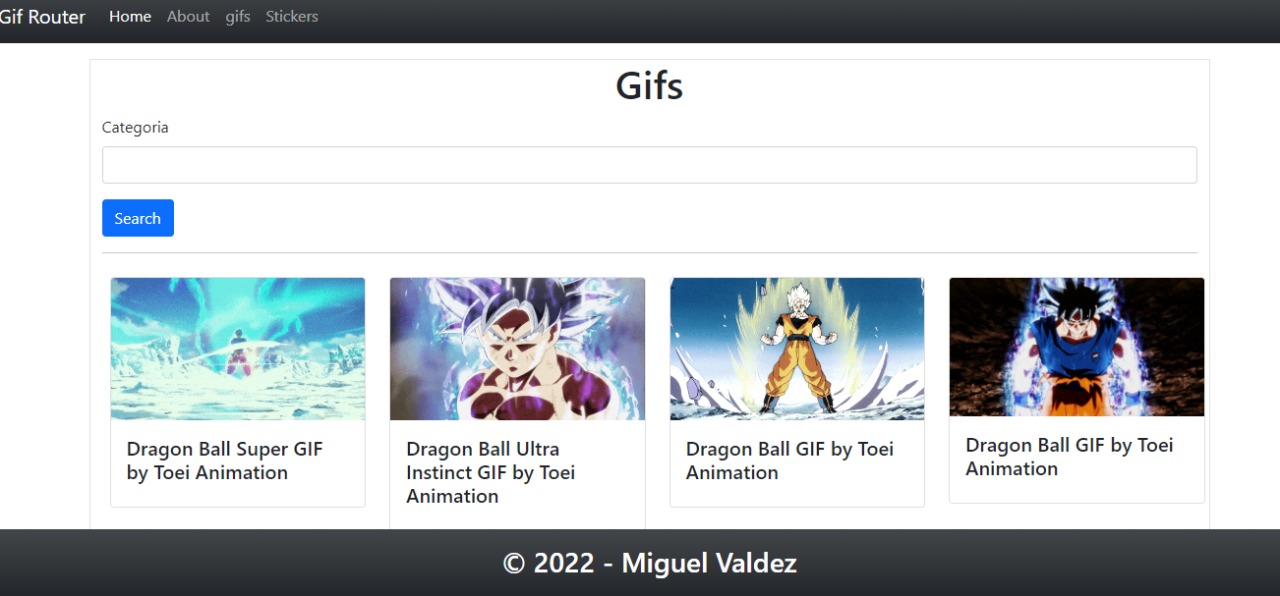 Gif Router Home About gifs Stickers
Gifs
Categoria
Search
Dragon Ball Super GIF
by Toei Animation
Dragon Ball Ultra
Instinct GIF by Toei
Animation
Dragon Ball GIF by Toei
Animation
Dragon Ball GIF by Toei
Animation
© 2022 - Miguel Valdez